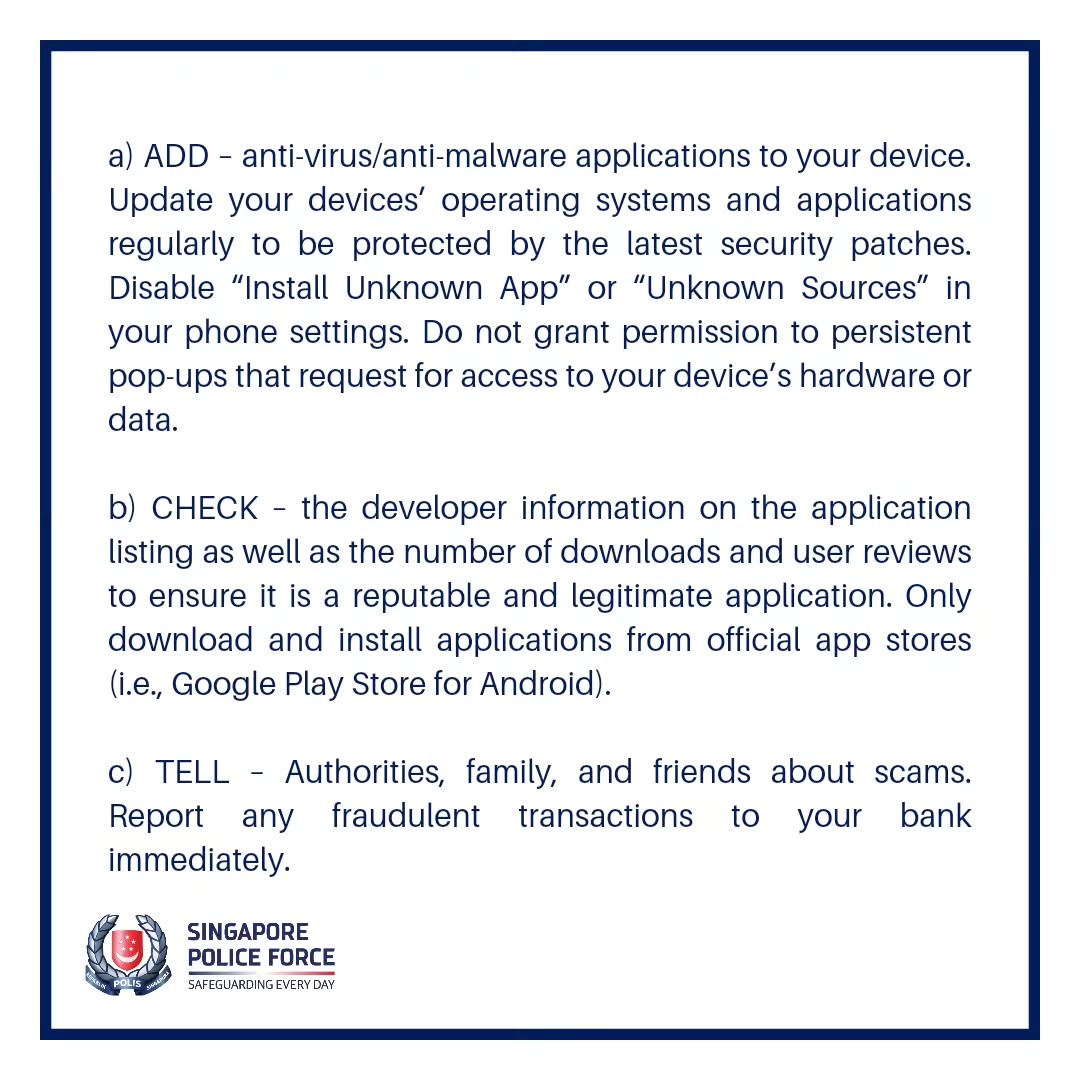 a) ADD – anti-virus/anti-malware applications to your device.
Update your devices’ operating systems and applications
regularly to be protected by the latest security patches.
Disable “Install Unknown App” or “Unknown Sources” in
your phone settings. Do not grant permission to persistent
pop-ups that request for access to your device’s hardware or
data.
b) CHECK – the developer information on the application
listing as well as the number of downloads and user reviews
to ensure it is a reputable and legitimate application. Only
download and install applications from official app stores
(i.e., Google Play Store for Android).
c) TELL – Authorities, family, and friends about scams.
Report any fraudulent transactions to your bank
immediately.
SINGAPORE
POLICE FORCE
SAFEGUARDING EVERY DAY
POLIS